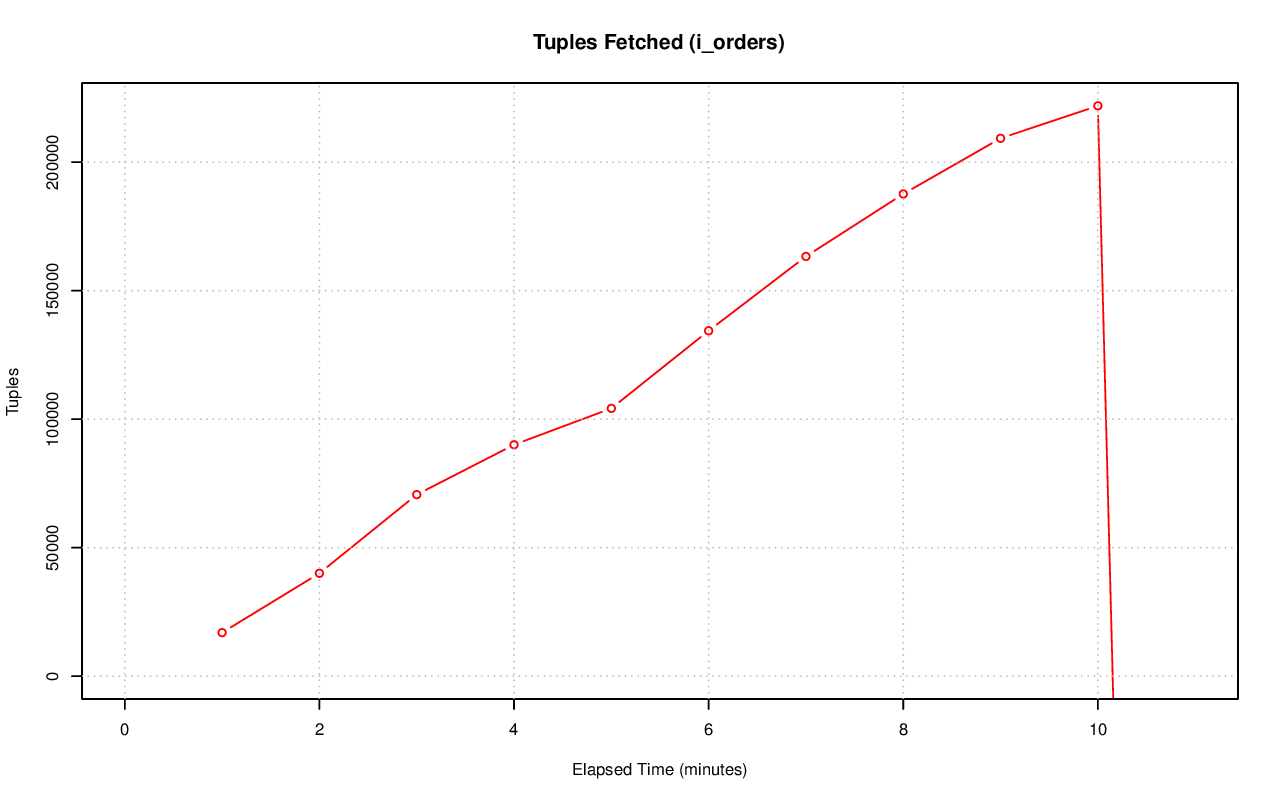 Tuples Fetched (i_orders)
200000
150000
100000
50000
0
Tuples
0 2 4 6 8 10
Elapsed Time (minutes)